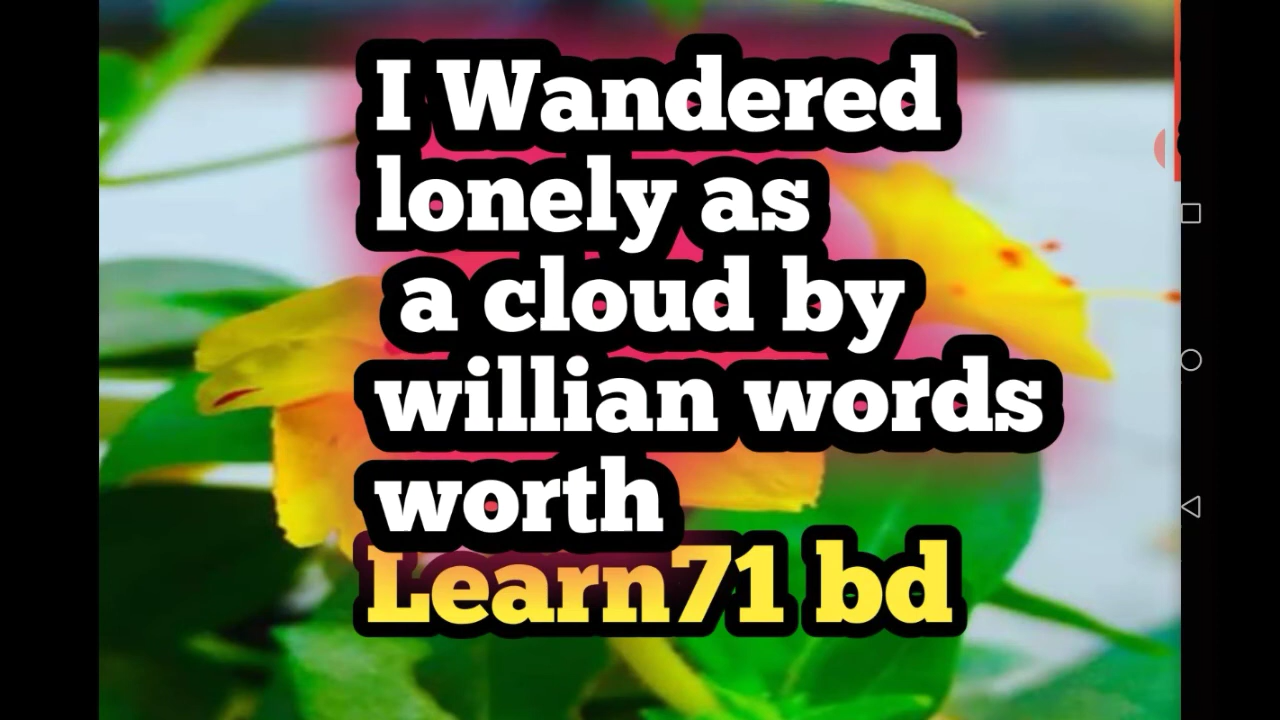 I Wandered
lonely as
a cloud by
willian words
worth
Learn71 bd